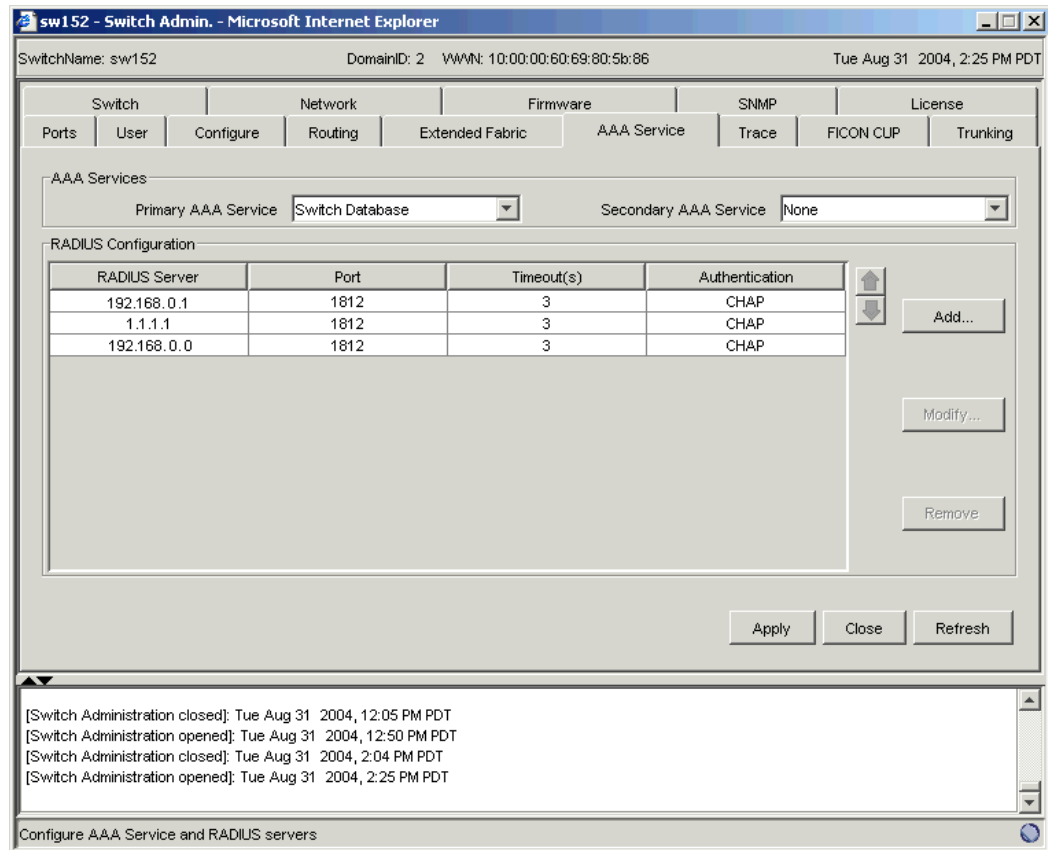 sw152 - Switch Admin. - Microsoft Internet Explorer
SwitchName: sw152 DomainID: 2 WWN: 10:00:00:60:69:80:5b:86 Tue Aug 31 2004, 2:25 PM PDT
Switch Network Firmware SNMP License
Ports User Configure Routing Extended Fabric AAA Service Trace FICON CUP Trunking
AAA Services
Primary AAA Service Switch Database Secondary AAA Service None
RADIUS Configuration
RADIUS Server Port Timeout(s) Authentication
192.168.0.1 1812 3 CHAP
1.1.1.1 1812 3 CHAP
192.168.0.0 1812 3 CHAP
Add...
Modify...
Remove
Apply Close Refresh
[Switch Administration closed]: Tue Aug 31 2004, 12:05 PM PDT
[Switch Administration opened]: Tue Aug 31 2004, 12:50 PM PDT
[Switch Administration closed]: Tue Aug 31 2004, 2:04 PM PDT
[Switch Administration opened]: Tue Aug 31 2004, 2:25 PM PDT
Configure AAA Service and RADIUS servers